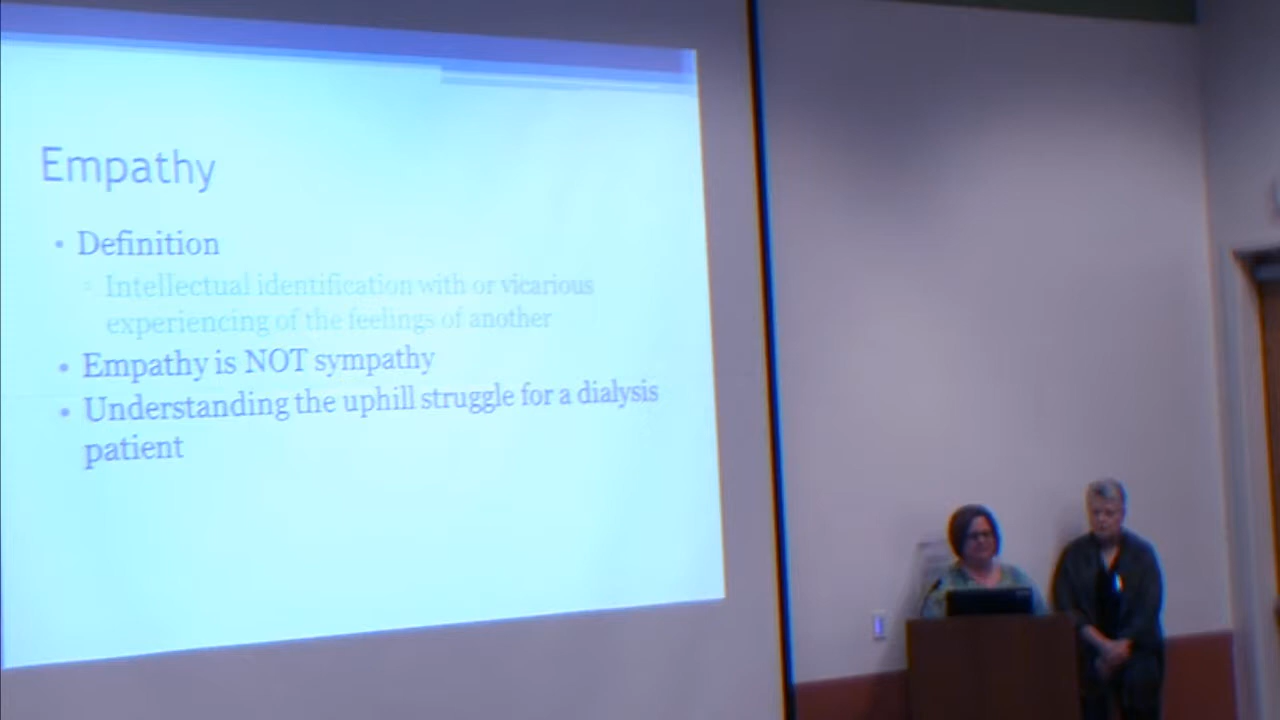 Empathy
• Definition
▫ Intellectual identification with or vicarious
experiencing of the feelings of another
• Empathy is NOT sympathy
• Understanding the uphill struggle for a dialysis
patient